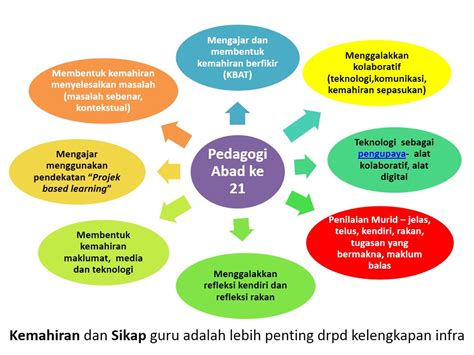 Mengajar dan
membentuk
kemahiran berfikir
(KBAT)
Menggalakkan
kolaboratif
(teknologi,komunikasi,
kemahiran sepasukan)
Teknologi sebagai
pengupaya- alat
kolaboratif, alat
digital
Penilaian Murid – jelas,
telus, kendiri, rakan,
tugasan yang
bermakna, maklum
balas
Menggalakkan
refleksi kendiri dan
refleksi rakan
Membentuk
kemahiran
maklumat, media
dan teknologi
Mengajar
menggunakan
pendekatan “Projek
based learning”
Membentuk kemahiran
menyelesaikan masalah
(masalah sebenar,
kontekstual)
Pedagogi
Abad ke
21
Kemahiran dan Sikap guru adalah lebih penting drpd kelengkapan infra